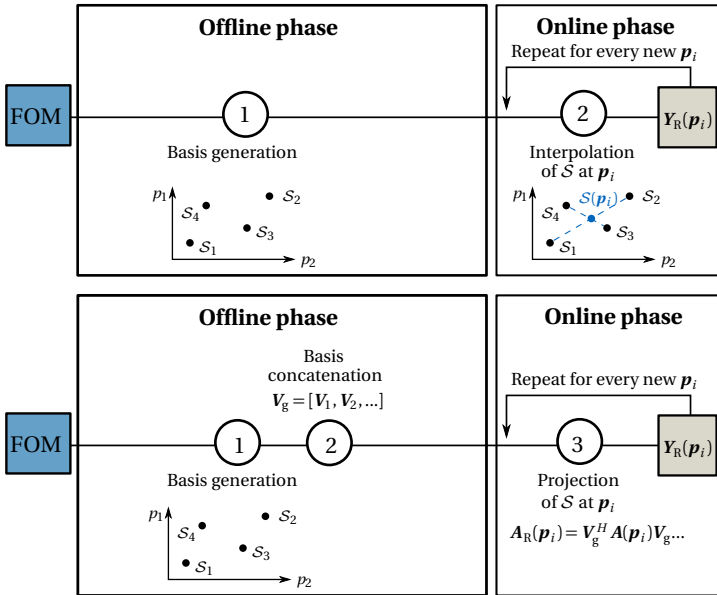 Offline phase
Online phase
Repeat for every new p_i
FOM
1
2
Y_R(p_i)
Basis generation
Interpolation
of S at p_i
p_1
S_2
S_4
S_3
S_1
p_2
p_1
S(p_i)
S_2
S_4
S_3
S_1
p_2
Offline phase
Online phase
Basis
concatenation
V_g = [V_1, V_2, ...]
Repeat for every new p_i
FOM
1
2
3
Y_R(p_i)
Basis generation
Projection
of S at p_i
A_R(p_i) = V_g^H A(p_i)V_g...
p_1
S_2
S_4
S_3
S_1
p_2